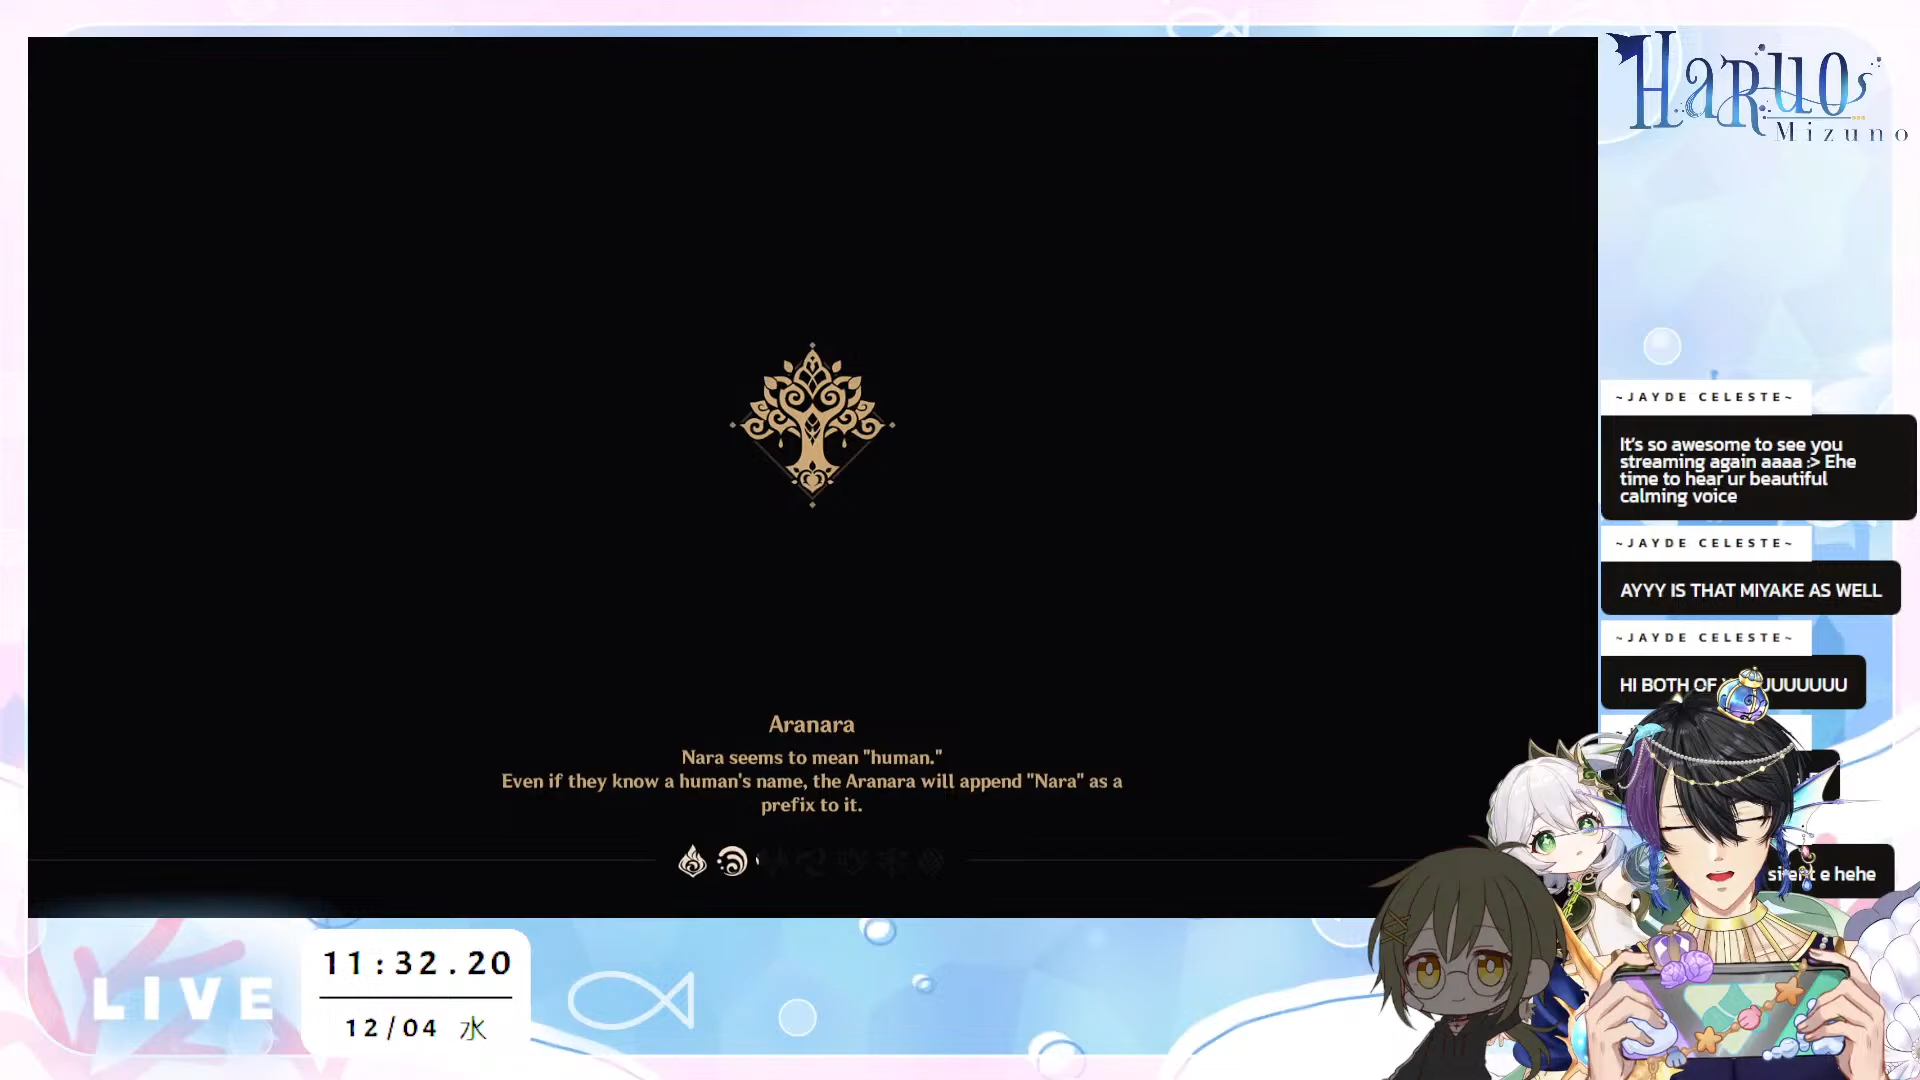 HaRuo
Mizuno
~JAYDE CELESTE~
It's so awesome to see you
streaming again aaaa :> Ehe
time to hear ur beautiful
calming voice
~JAYDE CELESTE~
AYYY IS THAT MIYAKE AS WELL
~JAYDE CELESTE~
HI BOTH OF
Aranara
Nara seems to mean "human."
Even if they know a human's name, the Aranara will append "Nara" as a
prefix to it.
e hehe
LIVE
11:32.20
12/04 水